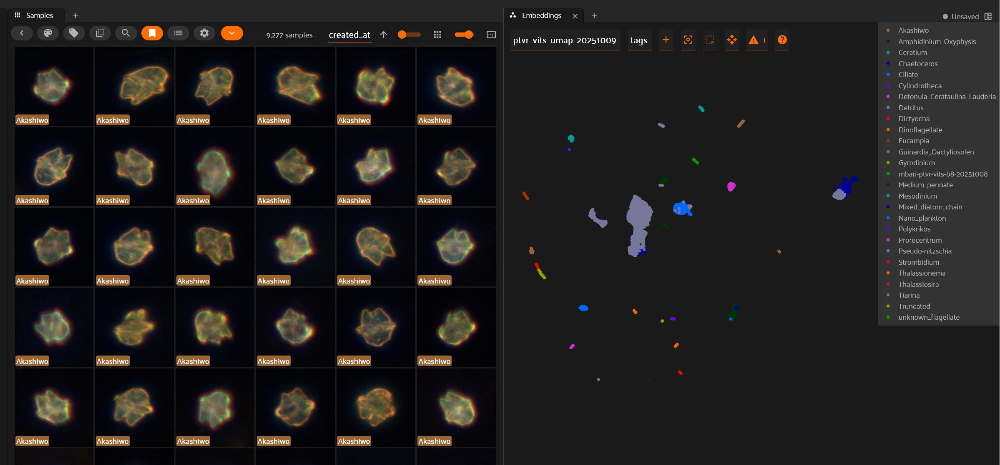 Samples
Embeddings
Unsaved
9,277 samples
created_at
ptvr_vits_umap_20251009
tags
1
Akashiwo
Amphidinium_Oxyphysis
Ceratium
Chaetoceros
Ciliate
Cylindrotheca
Detonula_Cerataulina_Lauderia
Detritus
Dictyocha
Dinoflagellate
Eucampia
Guinardia_Dactyliosolen
Gyrodinium
mbari-ptvr-vits-b8-20251008
Medium_pennate
Mesodinium
Mixed_diatom_chain
Nano_plankton
Polykrikos
Prorocentrum
Pseudo-nitzschia
Strombidium
Thalassionema
Thalassiosira
Tiarina
Truncated
unknown_flagellate
Akashiwo Akashiwo Akashiwo Akashiwo Akashiwo Akashiwo
Akashiwo Akashiwo Akashiwo Akashiwo Akashiwo Akashiwo
Akashiwo Akashiwo Akashiwo Akashiwo Akashiwo Akashiwo
Akashiwo Akashiwo Akashiwo Akashiwo Akashiwo Akashiwo
Akashiwo Akashiwo Akashiwo Akashiwo Akashiwo Akashiwo